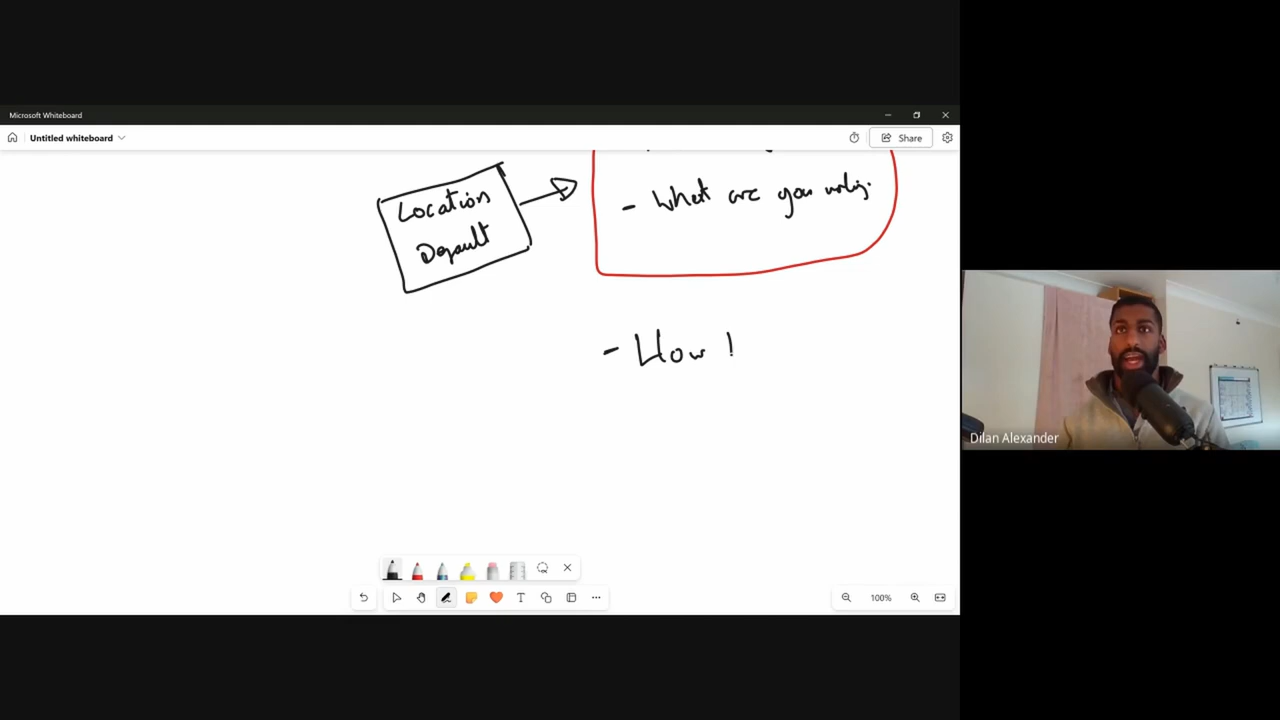 Microsoft Whiteboard
Untitled whiteboard
Share
Location
Default
- What are you
- How
100%
Dilan Alexander